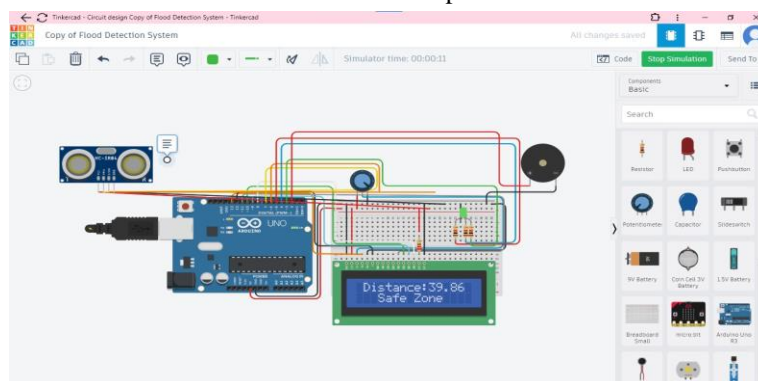 Tinkercad - Circuit design Copy of Flood Detection System - Tinkercad
TIN
KER
CAD
Copy of Flood Detection System
All changes saved
Simulator time: 00:00:11
Code
Stop Simulation
Send To
Components
Basic
Search
HC-SR04
UNO
ARDUINO
Distance:39.86
Safe Zone
Resistor
LED
Pushbutton
Potentiometer
Capacitor
Slideswitch
9V Battery
Coin Cell 3V
Battery
1.5V Battery
Breadboard
Small
micro:bit
Arduino Uno
R3